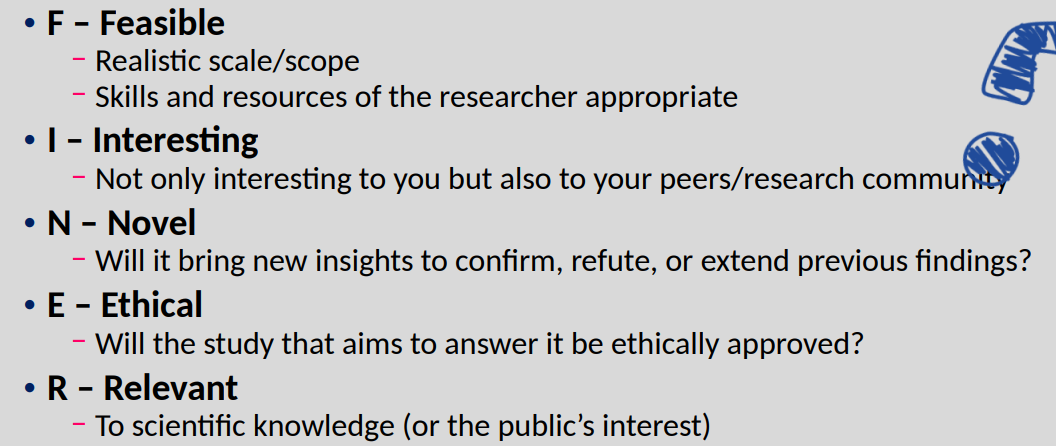 • F – Feasible
– Realistic scale/scope
– Skills and resources of the researcher appropriate
• I – Interesting
– Not only interesting to you but also to your peers/research community
• N – Novel
– Will it bring new insights to confirm, refute, or extend previous findings?
• E – Ethical
– Will the study that aims to answer it be ethically approved?
• R – Relevant
– To scientific knowledge (or the public’s interest)